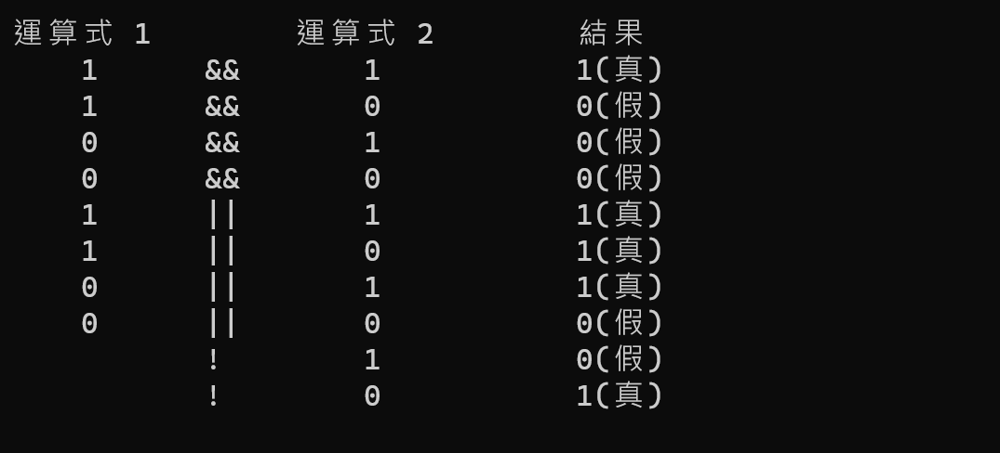 運算式 1 運算式 2 結果
1 && 1 1(真)
1 && 0 0(假)
0 && 1 0(假)
0 && 0 0(假)
1 || 1 1(真)
1 || 0 1(真)
0 || 1 1(真)
0 || 0 0(假)
! 1 0(假)
! 0 1(真)